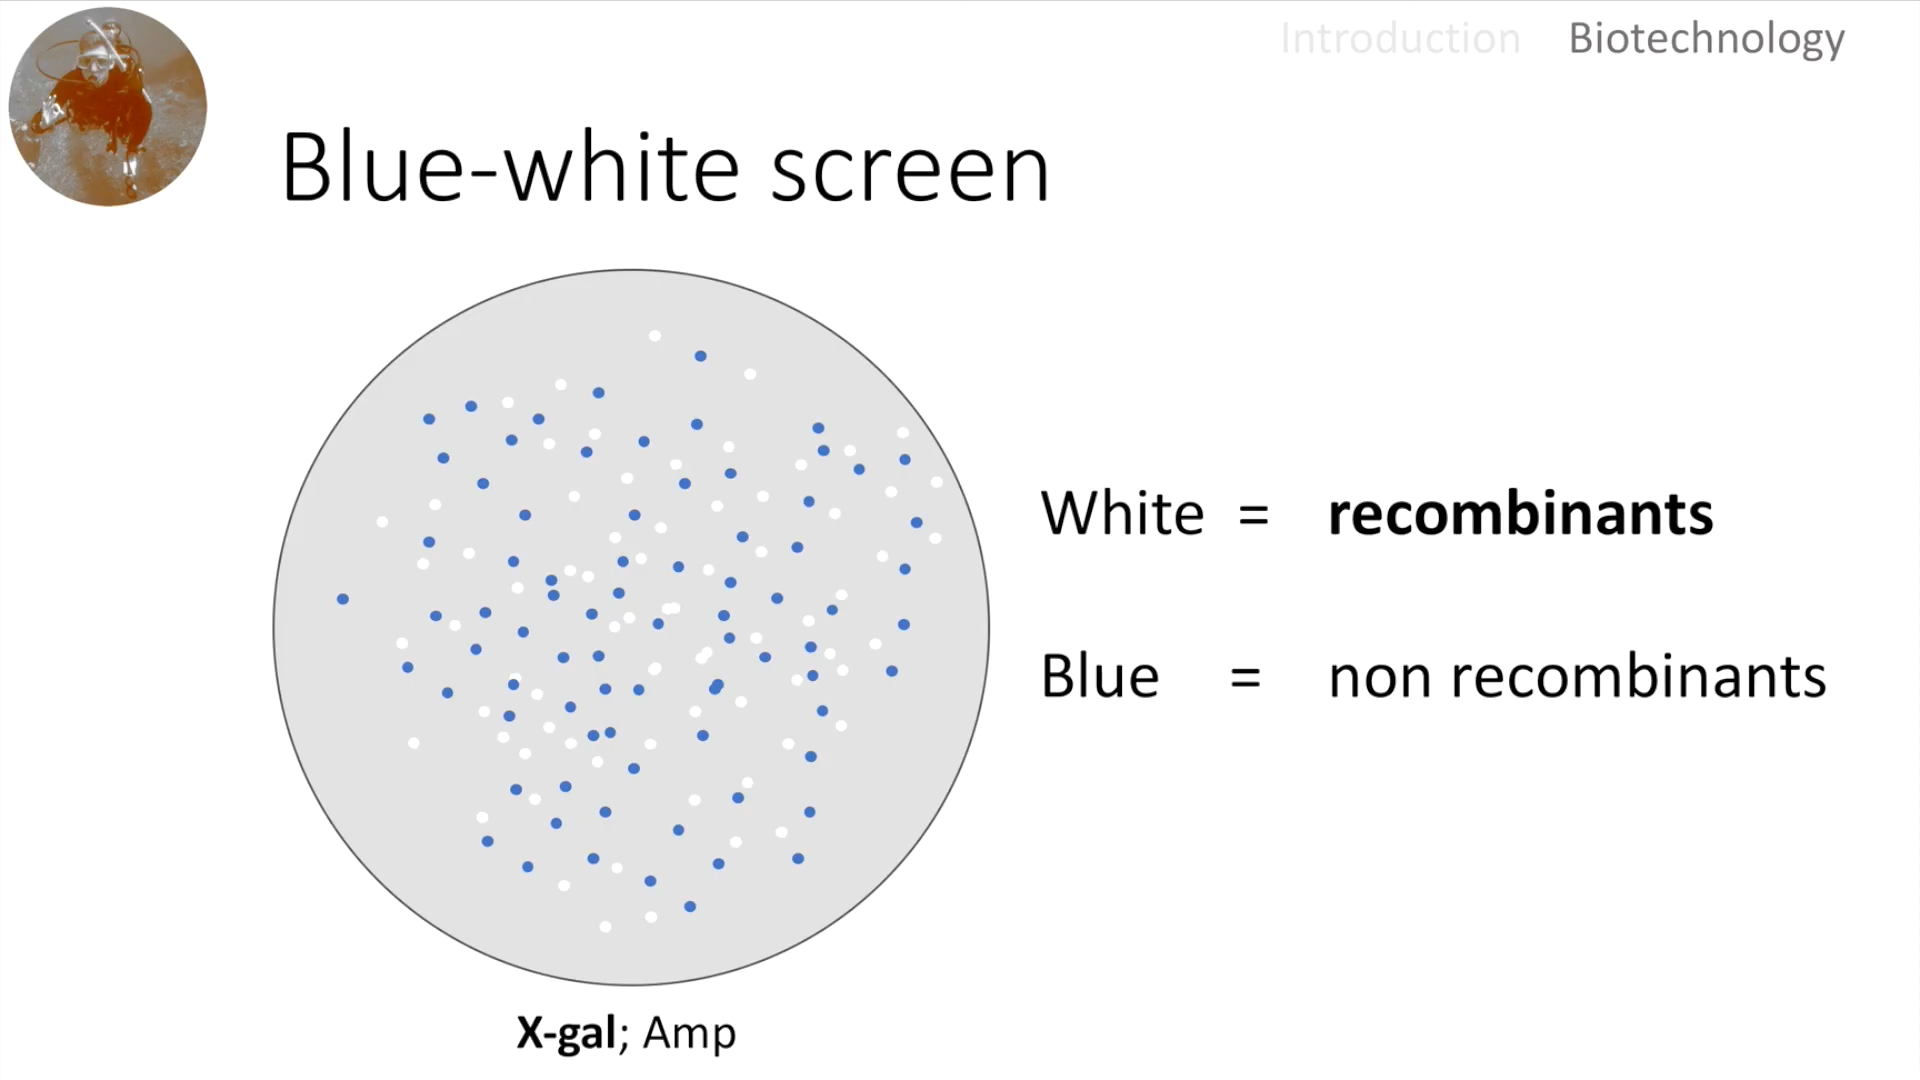 Introduction Biotechnology
Blue-white screen
White = recombinants
Blue = non recombinants
X-gal; Amp